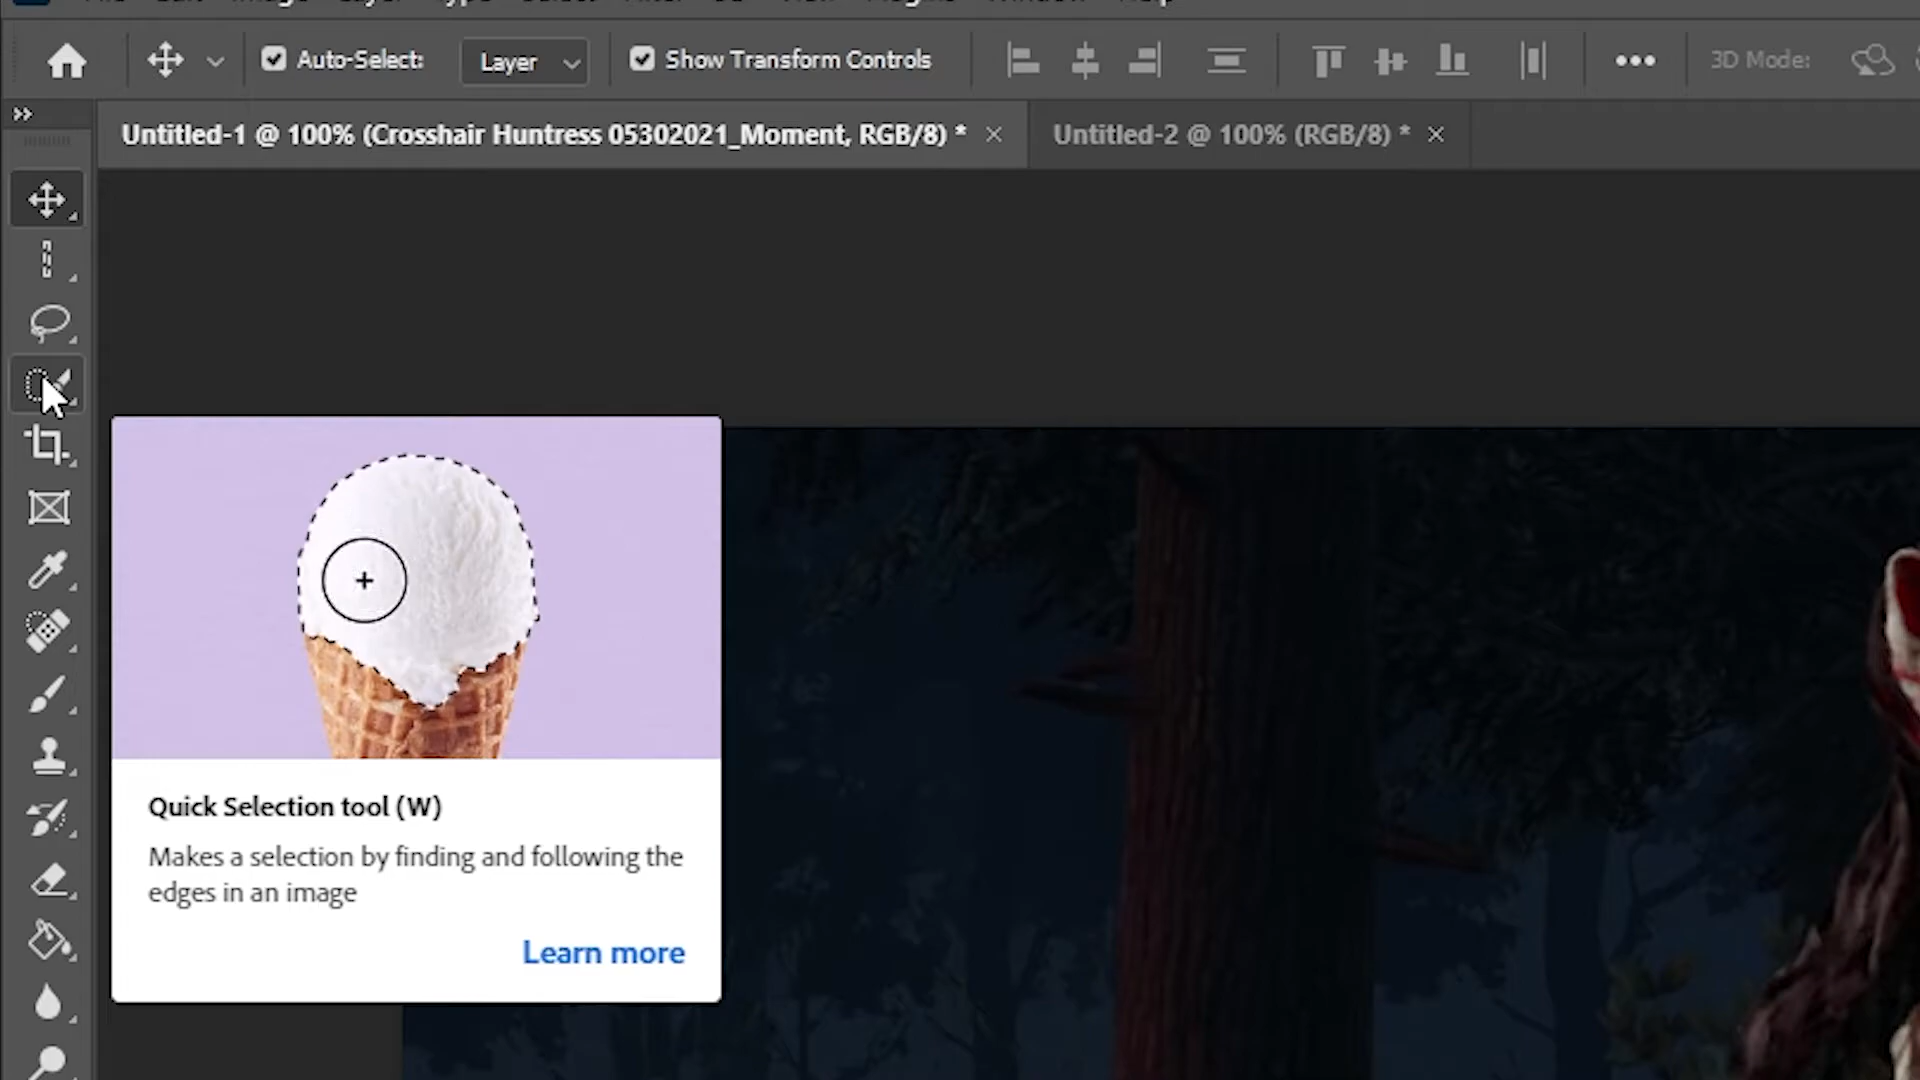 Auto-Select:
Layer
Show Transform Controls
3D Mode:
Untitled-1 @ 100% (Crosshair Huntress 05302021_Moment, RGB/8) *
Untitled-2 @ 100% (RGB/8) *
Quick Selection tool (W)
Makes a selection by finding and following the
edges in an image
Learn more